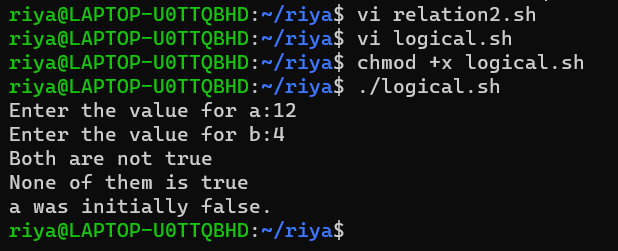 riya@LAPTOP-U0TTQBHD:~/riya$ vi relation2.sh
riya@LAPTOP-U0TTQBHD:~/riya$ vi logical.sh
riya@LAPTOP-U0TTQBHD:~/riya$ chmod +x logical.sh
riya@LAPTOP-U0TTQBHD:~/riya$ ./logical.sh
Enter the value for a:12
Enter the value for b:4
Both are not true
None of them is true
a was initially false.
riya@LAPTOP-U0TTQBHD:~/riya$